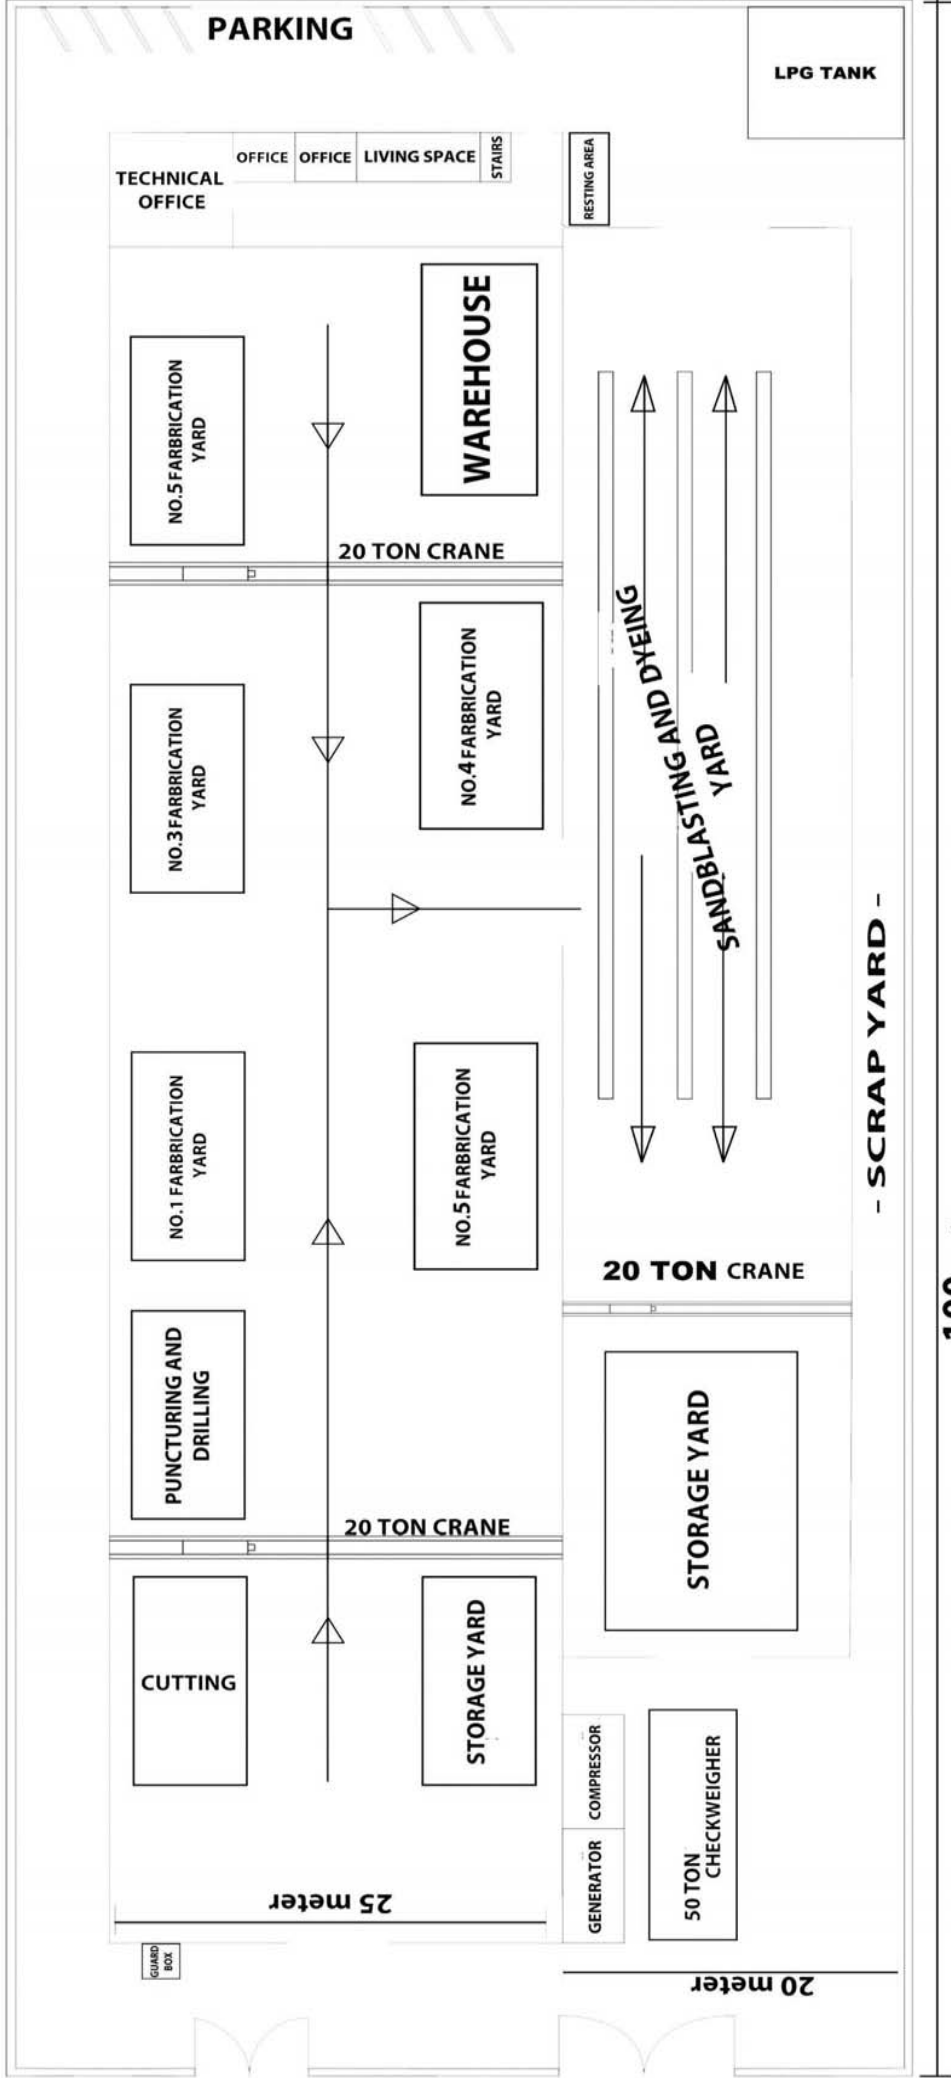 PARKING
LPG TANK
TECHNICAL
OFFICE
OFFICE
OFFICE
LIVING SPACE
STAIRS
RESTING AREA
NO.5 FARBRICATION
YARD
WAREHOUSE
20 TON CRANE
NO.3 FARBRICATION
YARD
NO.4 FARBRICATION
YARD
SANDBLASTING AND DYEING
YARD
- SCRAP YARD -
NO.1 FARBRICATION
YARD
NO.5 FARBRICATION
YARD
20 TON CRANE
PUNCTURING AND
DRILLING
STORAGE YARD
20 TON CRANE
CUTTING
STORAGE YARD
COMPRESSOR
GENERATOR
50 TON
CHECKWEIGHER
25 meter
GUARD
BOX
20 meter